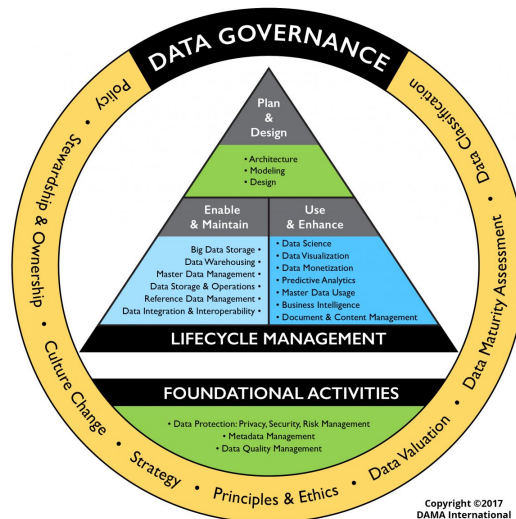 DATA GOVERNANCE
Policy • Stewardship & Ownership • Culture Change • Strategy • Principles & Ethics • Data Valuation • Data Maturity Assessment • Data Classification
Plan
&
Design
• Architecture
• Modeling
• Design
Enable
& Maintain
Big Data Storage •
Data Warehousing •
Master Data Management •
Data Storage & Operations •
Reference Data Management •
Data Integration & Interoperability •
Use
& Enhance
• Data Science
• Data Visualization
• Data Monetization
• Predictive Analytics
• Master Data Usage
• Business Intelligence
• Document & Content Management
LIFECYCLE MANAGEMENT
FOUNDATIONAL ACTIVITIES
• Data Protection: Privacy, Security, Risk Management
• Metadata Management
• Data Quality Management
Copyright ©2017
DAMA International